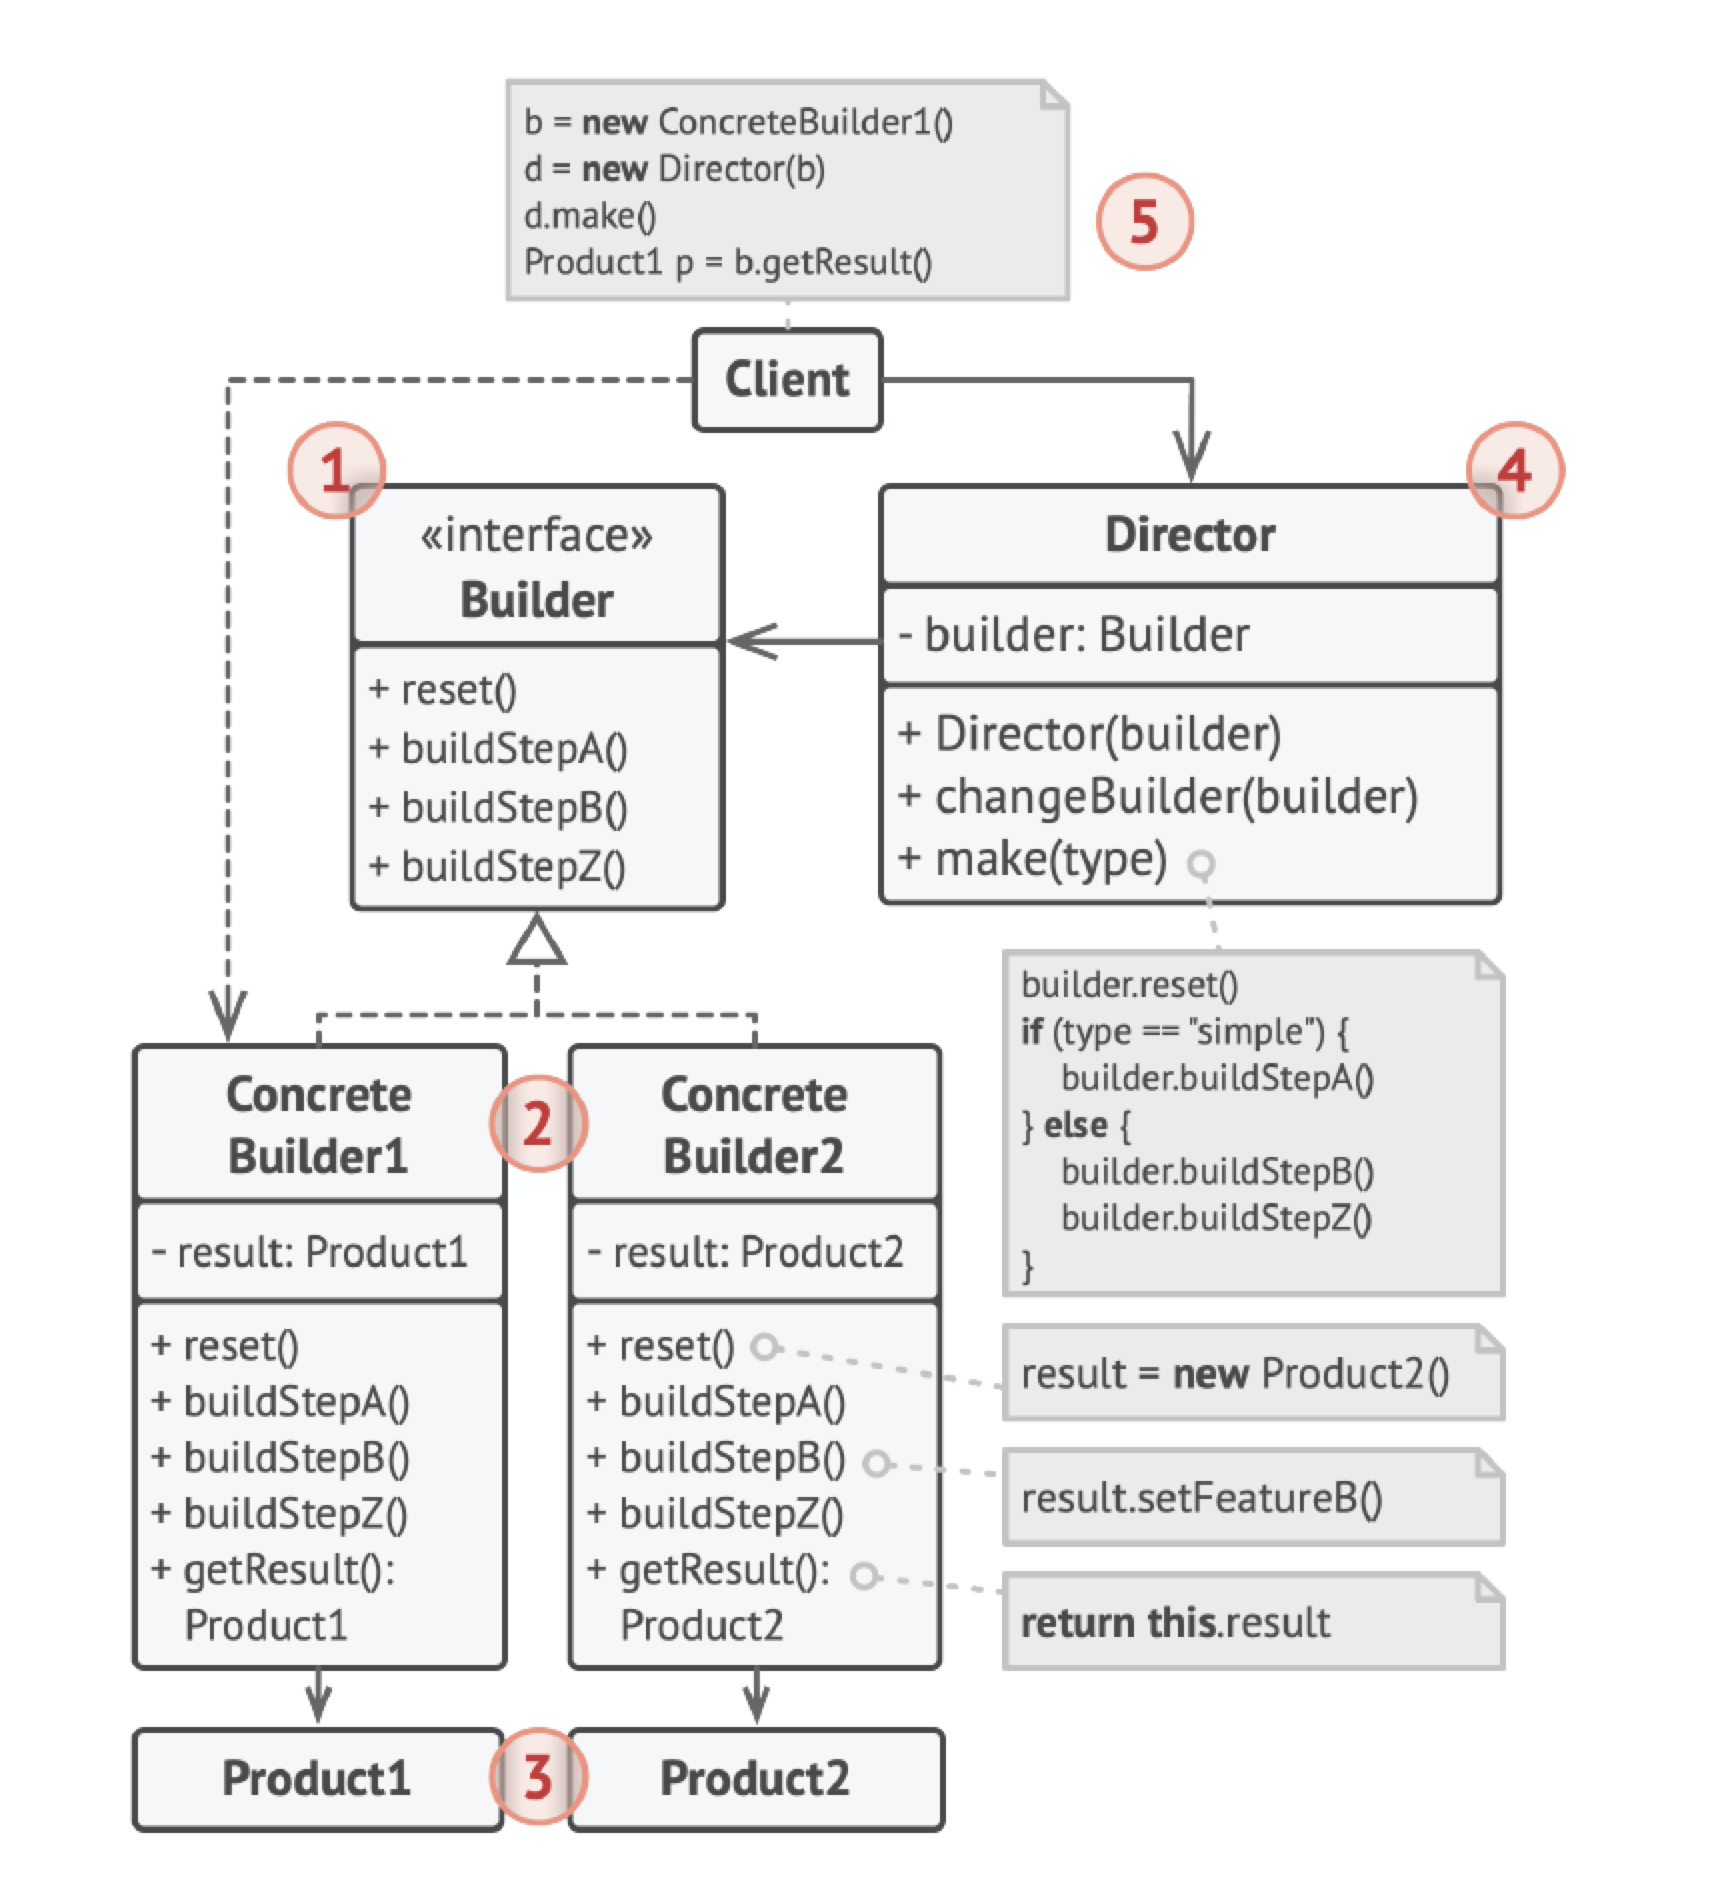 b = new ConcreteBuilder1()
d = new Director(b)
d.make()
Product1 p = b.getResult()
5
Client
1
«interface»
Builder
+ reset()
+ buildStepA()
+ buildStepB()
+ buildStepZ()
4
Director
- builder: Builder
+ Director(builder)
+ changeBuilder(builder)
+ make(type)
builder.reset()
if (type == "simple") {
builder.buildStepA()
} else {
builder.buildStepB()
builder.buildStepZ()
}
Concrete
Builder1
- result: Product1
+ reset()
+ buildStepA()
+ buildStepB()
+ buildStepZ()
+ getResult():
Product1
2
Concrete
Builder2
- result: Product2
+ reset()
+ buildStepA()
+ buildStepB()
+ buildStepZ()
+ getResult():
Product2
result = new Product2()
result.setFeatureB()
return this.result
Product1
3
Product2